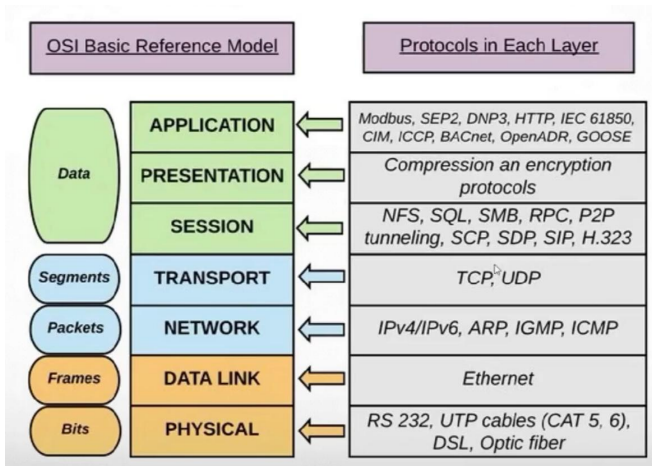 OSI Basic Reference Model
Protocols in Each Layer
Data
APPLICATION
Modbus, SEP2, DNP3, HTTP, IEC 61850,
CIM, ICCP, BACnet, OpenADR, GOOSE
PRESENTATION
Compression an encryption
protocols
SESSION
NFS, SQL, SMB, RPC, P2P
tunneling, SCP, SDP, SIP, H.323
Segments
TRANSPORT
TCP, UDP
Packets
NETWORK
IPv4/IPv6, ARP, IGMP, ICMP
Frames
DATA LINK
Ethernet
Bits
PHYSICAL
RS 232, UTP cables (CAT 5, 6),
DSL, Optic fiber